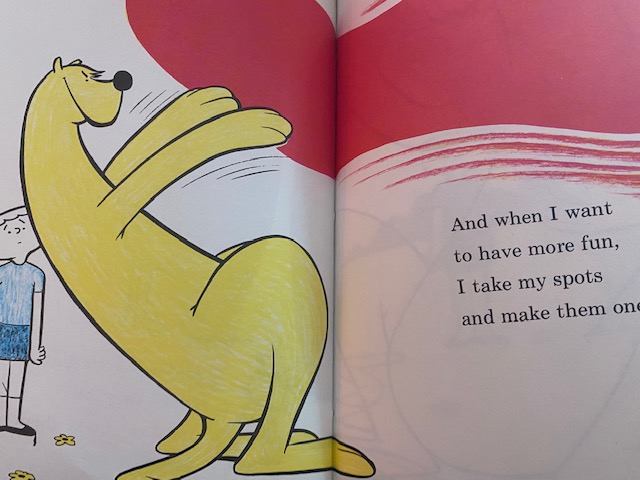 And when I want
to have more fun,
I take my spots
and make them one